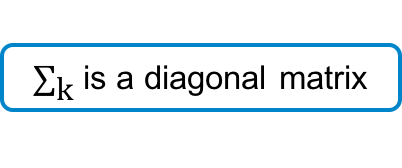 Σₖ is a diagonal matrix